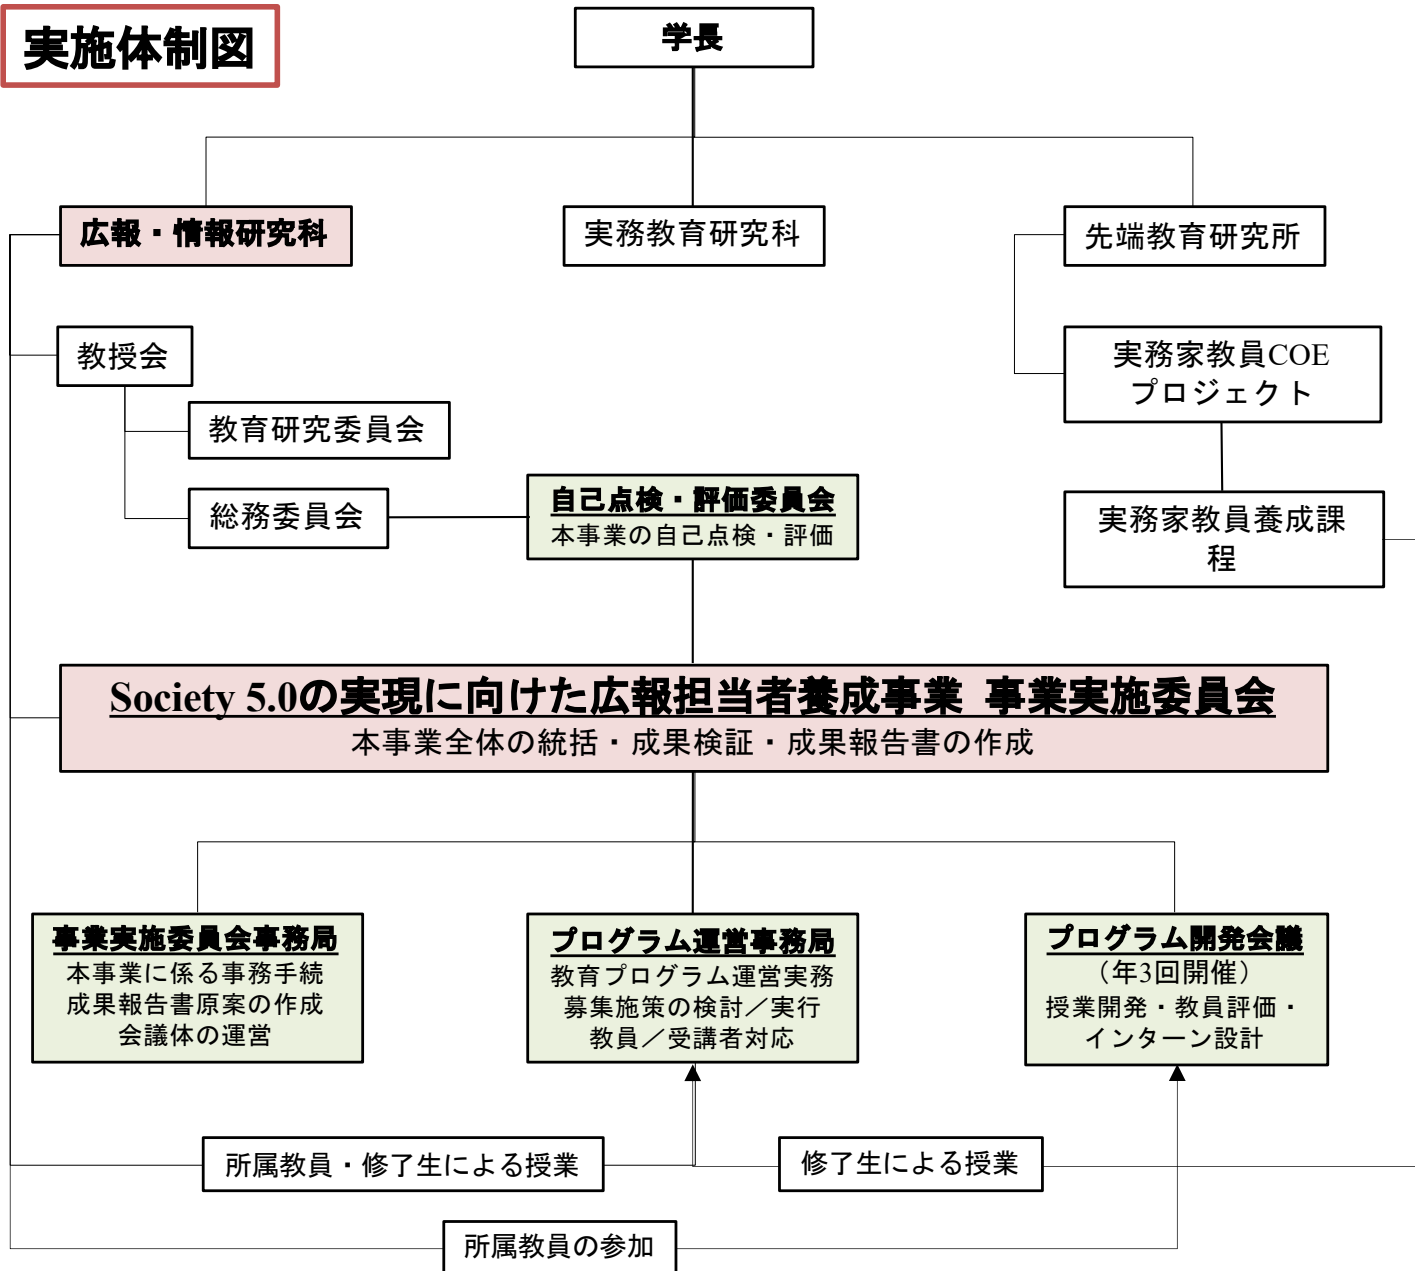 実施体制図
学長
広報・情報研究科
実務教育研究科
先端教育研究所
教授会
実務家教員COE
プロジェクト
教育研究委員会
総務委員会
自己点検・評価委員会
本事業の自己点検・評価
実務家教員養成課
程
Society 5.0の実現に向けた広報担当者養成事業 事業実施委員会
本事業全体の統括・成果検証・成果報告書の作成
事業実施委員会事務局
本事業に係る事務手続
成果報告書原案の作成
会議体の運営
プログラム運営事務局
教育プログラム運営実務
募集施策の検討／実行
教員／受講者対応
プログラム開発会議
（年3回開催）
授業開発・教員評価・
インターン設計
所属教員・修了生による授業
修了生による授業
所属教員の参加